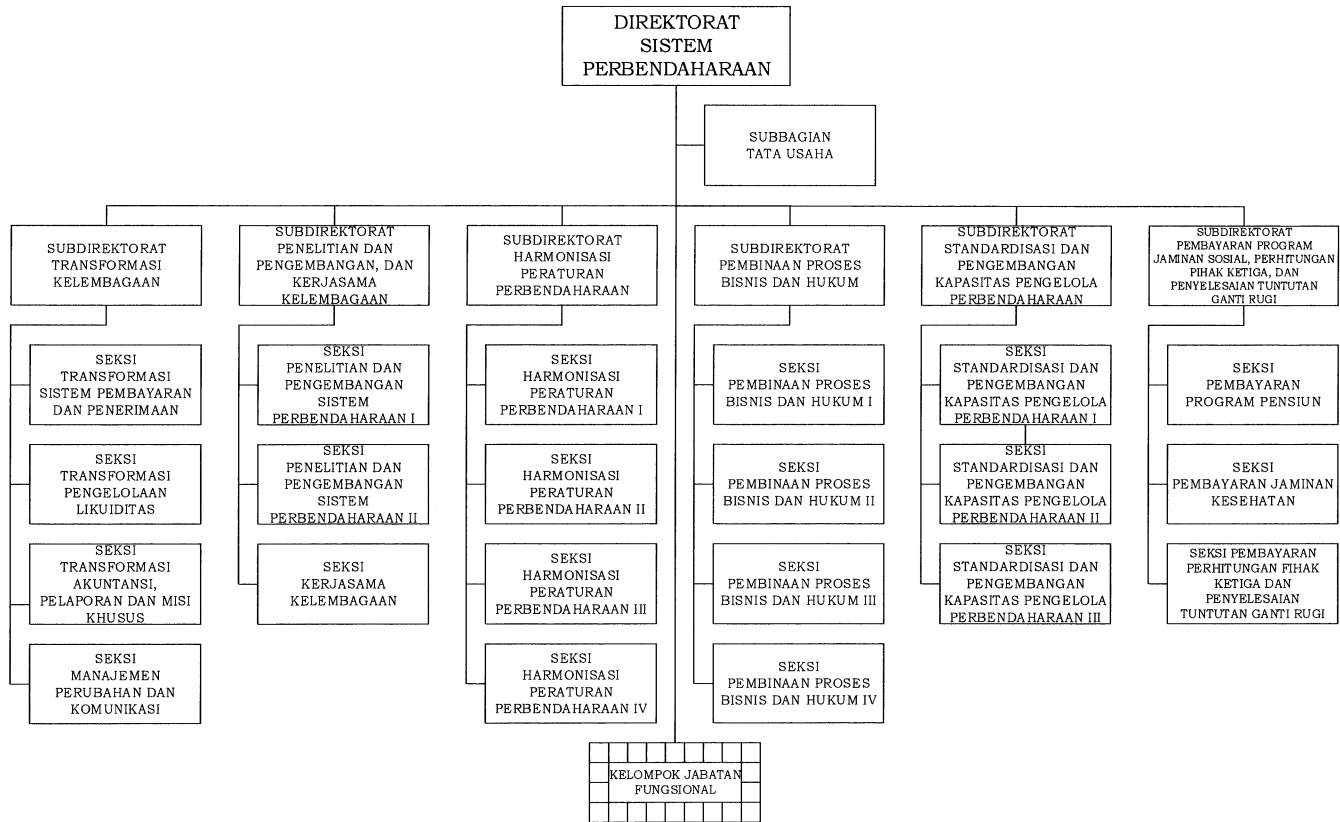 DIREKTORAT
SISTEM
PERBENDAHARAAN
SUBBAGIAN
TATA USAHA
SUBDIREKTORAT
TRANSFORMASI
KELEMBAGAAN
SEKSI
TRANSFORMASI
SISTEM PEMBAYARAN
DAN PENERIMAAN
SEKSI
TRANSFORMASI
PENGELOLAAN
LIKUIDITAS
SEKSI
TRANSFORMASI
AKUNTANSI,
PELAPORAN DAN MISI
KHUSUS
SEKSI
MANAJEMEN
PERUBAHAN DAN
KOMUNIKASI
SUBDIREKTORAT
PENELITIAN DAN
PENGEMBANGAN, DAN
KERJASAMA
KELEMBAGAAN
SEKSI
PENELITIAN DAN
PENGEMBANGAN
SISTEM
PERBENDAHARAAN I
SEKSI
PENELITIAN DAN
PENGEMBANGAN
SISTEM
PERBENDAHARAAN II
SEKSI
KERJASAMA
KELEMBAGAAN
SUBDIREKTORAT
HARMONISASI
PERATURAN
PERBENDAHARAAN
SEKSI
HARMONISASI
PERATURAN
PERBENDAHARAAN I
SEKSI
HARMONISASI
PERATURAN
PERBENDAHARAAN II
SEKSI
HARMONISASI
PERATURAN
PERBENDAHARAAN III
SEKSI
HARMONISASI
PERATURAN
PERBENDAHARAAN IV
SUBDIREKTORAT
PEMBINAAN PROSES
BISNIS DAN HUKUM
SEKSI
PEMBINAAN PROSES
BISNIS DAN HUKUM I
SEKSI
PEMBINAAN PROSES
BISNIS DAN HUKUM II
SEKSI
PEMBINAAN PROSES
BISNIS DAN HUKUM III
SEKSI
PEMBINAAN PROSES
BISNIS DAN HUKUM IV
SUBDIREKTORAT
STANDARDISASI DAN
PENGEMBANGAN
KAPASITAS PENGELOLA
PERBENDAHARAAN
SEKSI
STANDARDISASI DAN
PENGEMBANGAN
KAPASITAS PENGELOLA
PERBENDAHARAAN I
SEKSI
STANDARDISASI DAN
PENGEMBANGAN
KAPASITAS PENGELOLA
PERBENDAHARAAN II
SEKSI
STANDARDISASI DAN
PENGEMBANGAN
KAPASITAS PENGELOLA
PERBENDAHARAAN III
SUBDIREKTORAT
PEMBAYARAN PROGRAM
JAMINAN SOSIAL, PERHITUNGAN
PIHAK KETIGA, DAN
PENYELESAIAN TUNTUTAN
GANTI RUGI
SEKSI
PEMBAYARAN
PROGRAM PENSIUN
SEKSI
PEMBAYARAN JAMINAN
KESEHATAN
SEKSI PEMBAYARAN
PERHITUNGAN FIHAK
KETIGA DAN
PENYELESAIAN
TUNTUTAN GANTI RUGI
KELOMPOK JABATAN
FUNGSIONAL